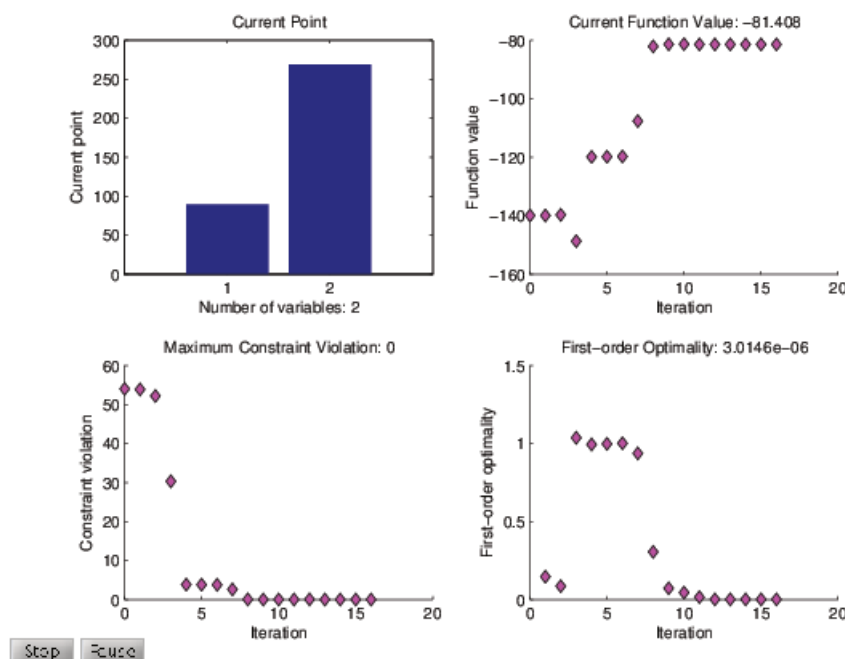 Current Point
300
250
200
150
100
50
0
Current point
1
2
Number of variables: 2
Current Function Value: −81.408
−80
−100
−120
−140
−160
Function value
0
5
10
15
20
Iteration
Maximum Constraint Violation: 0
60
50
40
30
20
10
0
Constraint violation
0
5
10
15
20
Iteration
First−order Optimality: 3.0146e−06
1.5
1
0.5
0
First−order optimality
0
5
10
15
20
Iteration
Stop
Pause